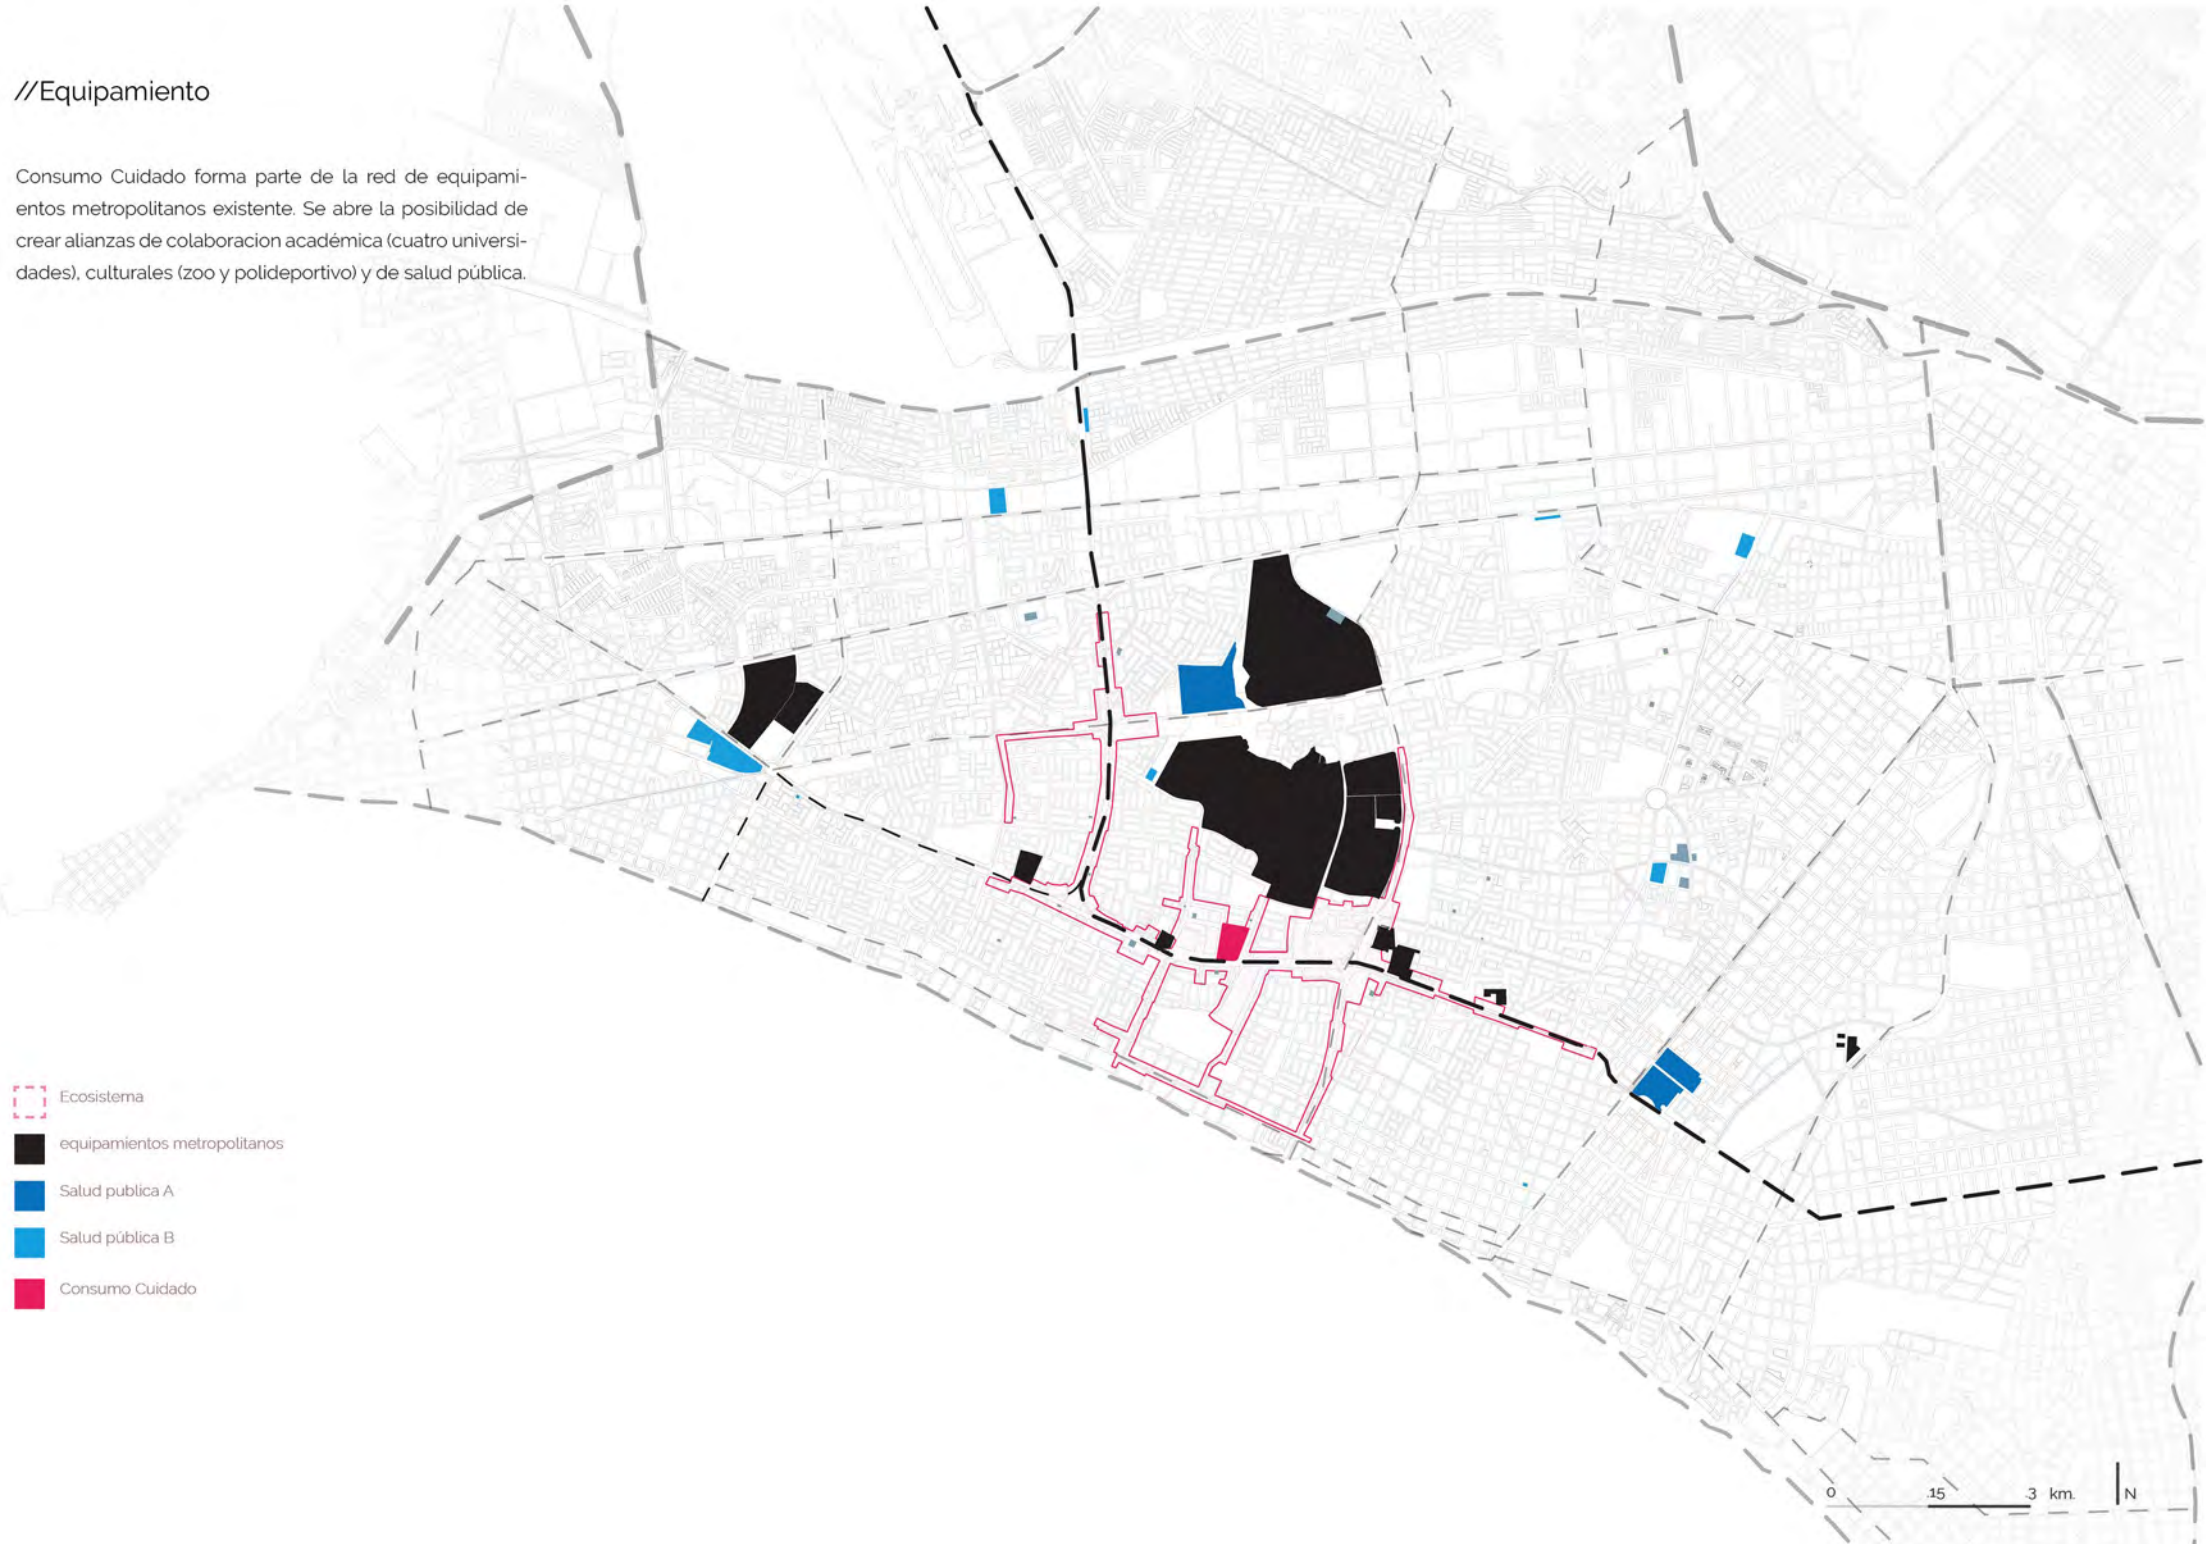 //Equipamiento
Consumo Cuidado forma parte de la red de equipami-
entos metropolitanos existente. Se abre la posibilidad de
crear alianzas de colaboracion académica (cuatro universi-
dades), culturales (zoo y polideportivo) y de salud pública.
Ecosistema
equipamientos metropolitanos
Salud publica A
Salud pública B
Consumo Cuidado
0 .15 .3 km. N